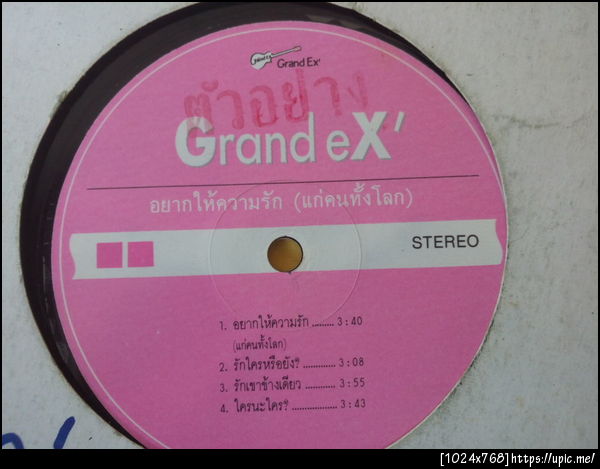 Grand Ex'
ตัวอย่าง
Grand eX'
อยากให้ความรัก (แก่คนทั้งโลก)
STEREO
1. อยากให้ความรัก ......... 3 : 40
(แก่คนทั้งโลก)
2. รักใครหรือยัง? ............. 3 : 08
3. รักเขาข้างเดียว ............ 3 : 55
4. ใครนะใคร? .................. 3 : 43
[1024x768]https://upic.me/